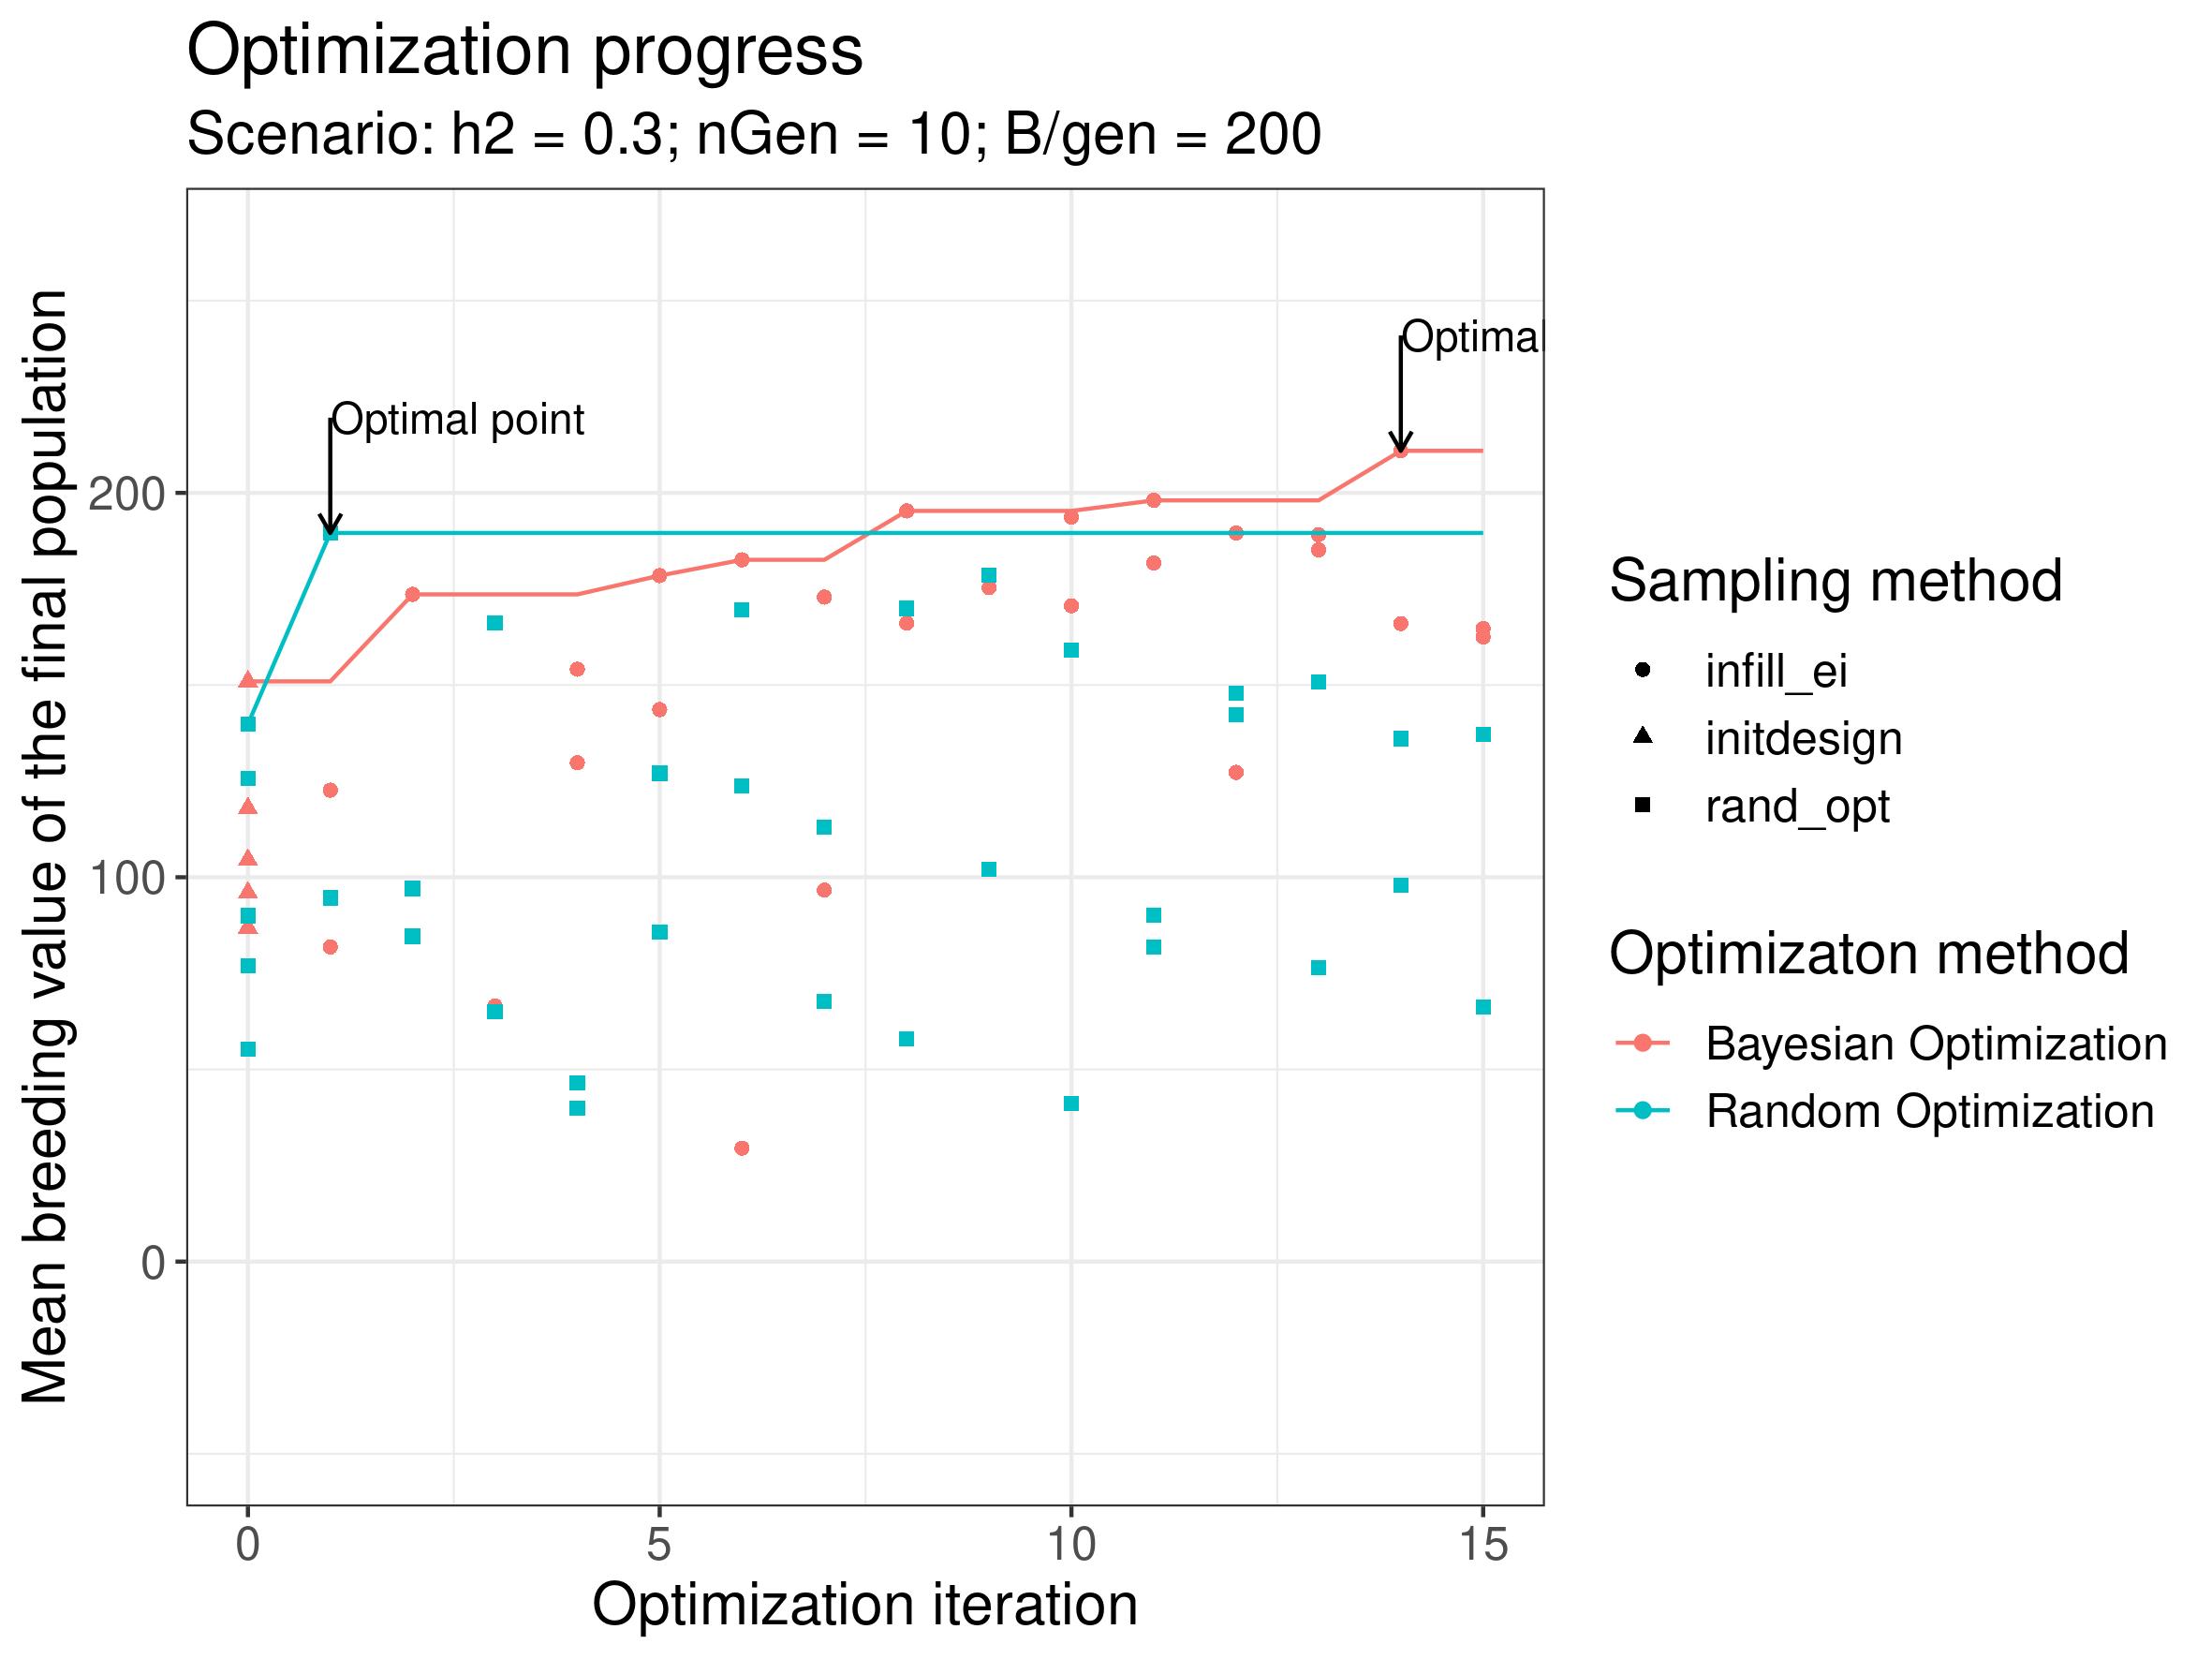 Optimization progress
Scenario: h2 = 0.3; nGen = 10; B/gen = 200
Mean breeding value of the final population
200
100
0
Optimal point
Optimal
0
5
10
15
Optimization iteration
Sampling method
infill_ei
initdesign
rand_opt
Optimizaton method
Bayesian Optimization
Random Optimization